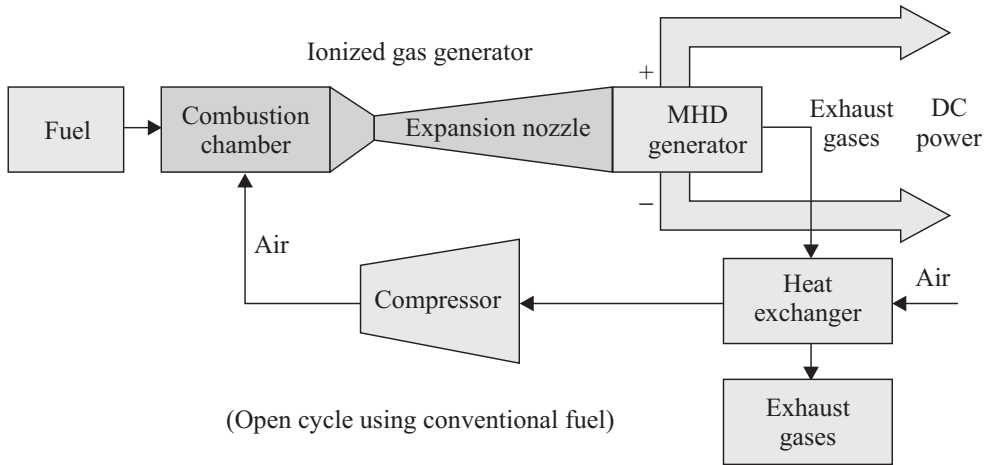 Ionized gas generator
+
Fuel
Combustion
chamber
Expansion nozzle
MHD
generator
Exhaust
gases
DC
power
−
Air
Compressor
Heat
exchanger
Air
(Open cycle using conventional fuel)
Exhaust
gases